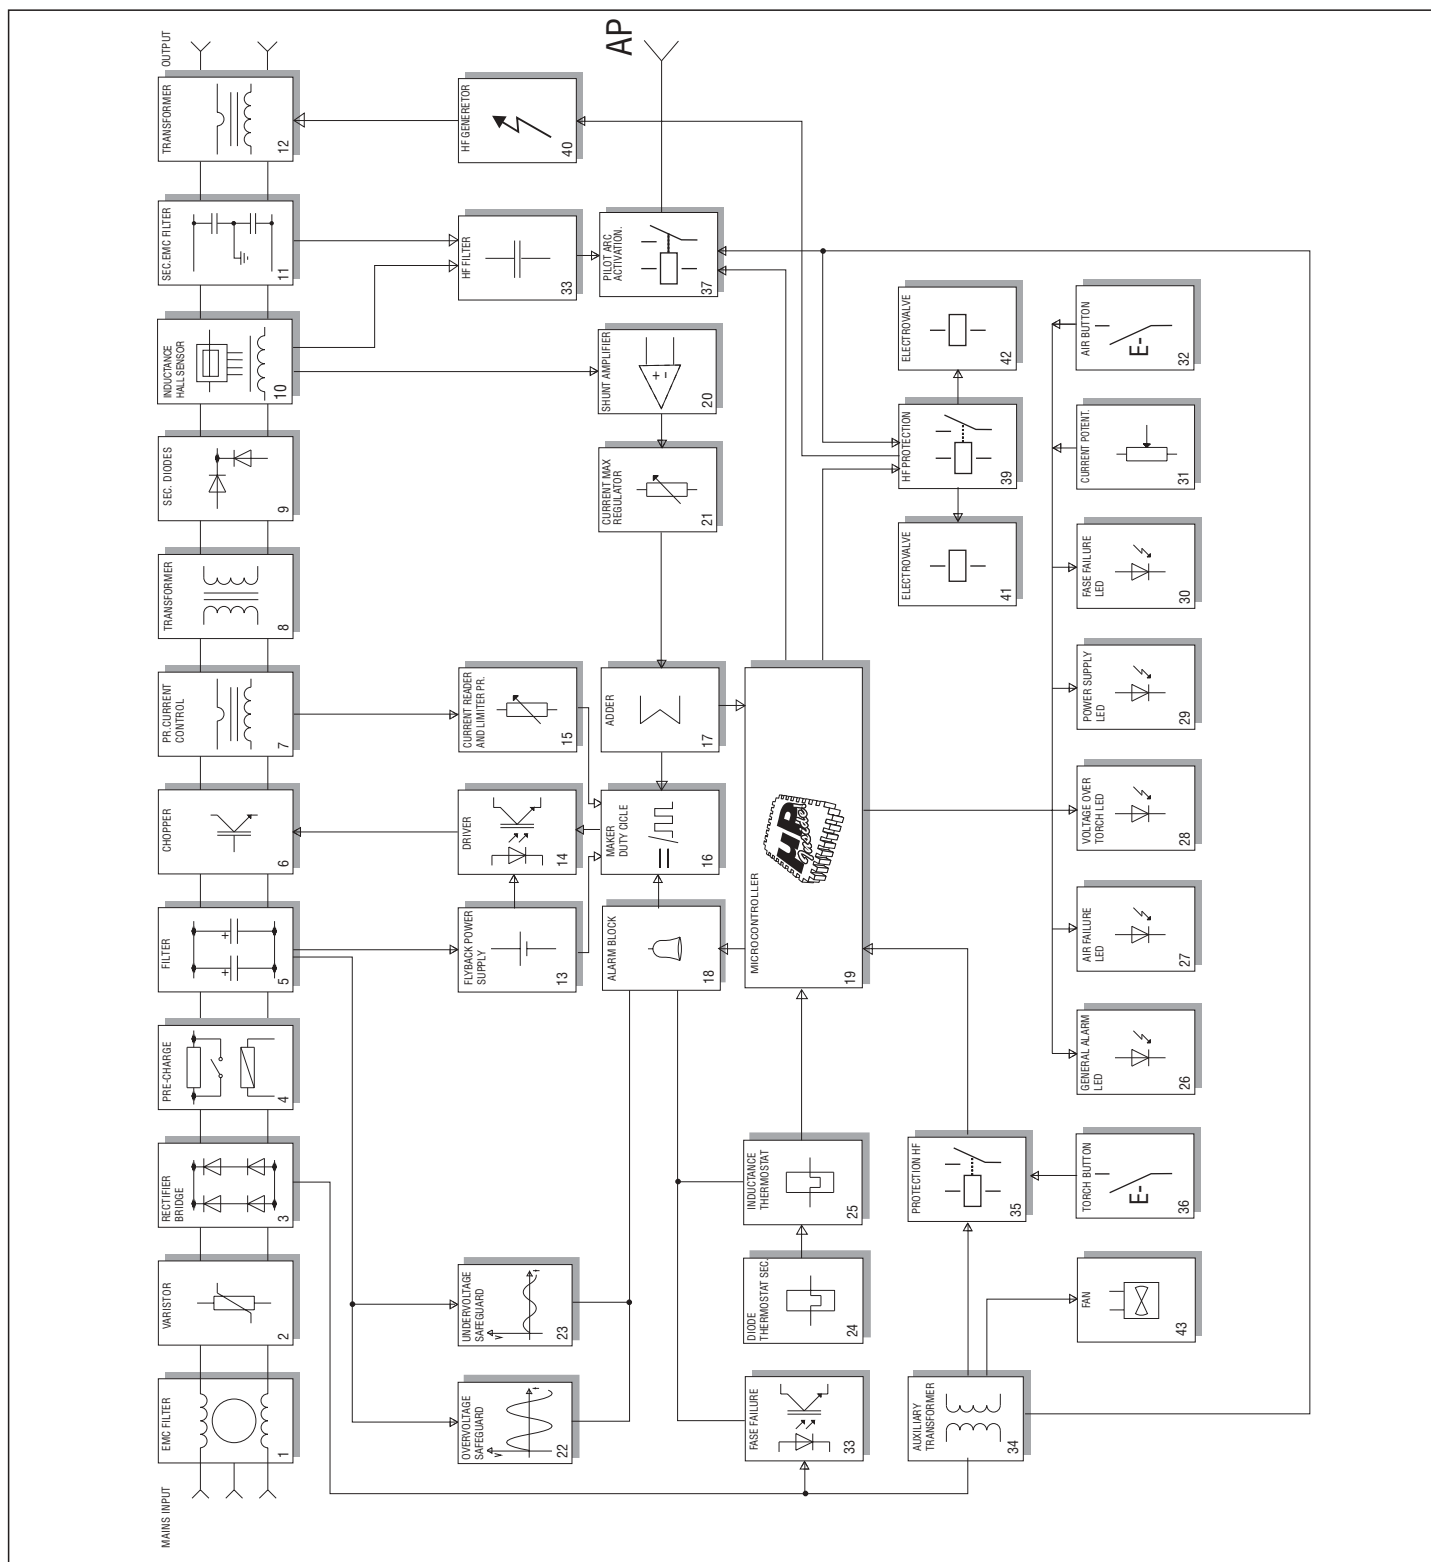 MAINS INPUT
EMC FILTER
1
VARISTOR
2
RECTIFIER
BRIDGE
3
PRE-CHARGE
4
FILTER
+
+
5
CHOPPER
6
PR.CURRENT
CONTROL
7
TRANSFORMER
8
SEC. DIODES
9
INDUCTANCE
HALL SENSOR
10
SEC.EMC FILTER
11
TRANSFORMER
12
OUTPUT
OVERVOLTAGE
SAFEGUARD
V
t
22
UNDERVOLTAGE
SAFEGUARD
V
t
23
FLYBACK POWER
SUPPLY
13
DRIVER
14
CURRENT READER
AND LIMITER PR.
15
HF FILTER
33
HF GENERETOR
40
ALARM BLOCK
18
MAKER
DUTY CICLE
=
16
ADDER
17
CURRENT MAX
REGULATOR
21
SHUNT AMPLIFIER
+
-
20
PILOT ARC
ACTIVATION.
37
AP
FASE FAILURE
33
DIODE
THERMOSTAT SEC.
24
INDUCTANCE
THERMOSTAT
25
MICROCONTROLLER
µP
Inside!
19
AUXILIARY
TRANSFORMER
34
PROTECTION HF
35
ELECTROVALVE
41
HF PROTECTION
39
ELECTROVALVE
42
FAN
43
TORCH BUTTON
E-
36
GENERAL ALARM
LED
26
AIR FAILURE
LED
27
VOLTAGE OVER
TORCH LED
28
POWER SUPPLY
LED
29
FASE FAILURE
LED
30
CURRENT POTENT.
31
AIR BUTTON
E-
32